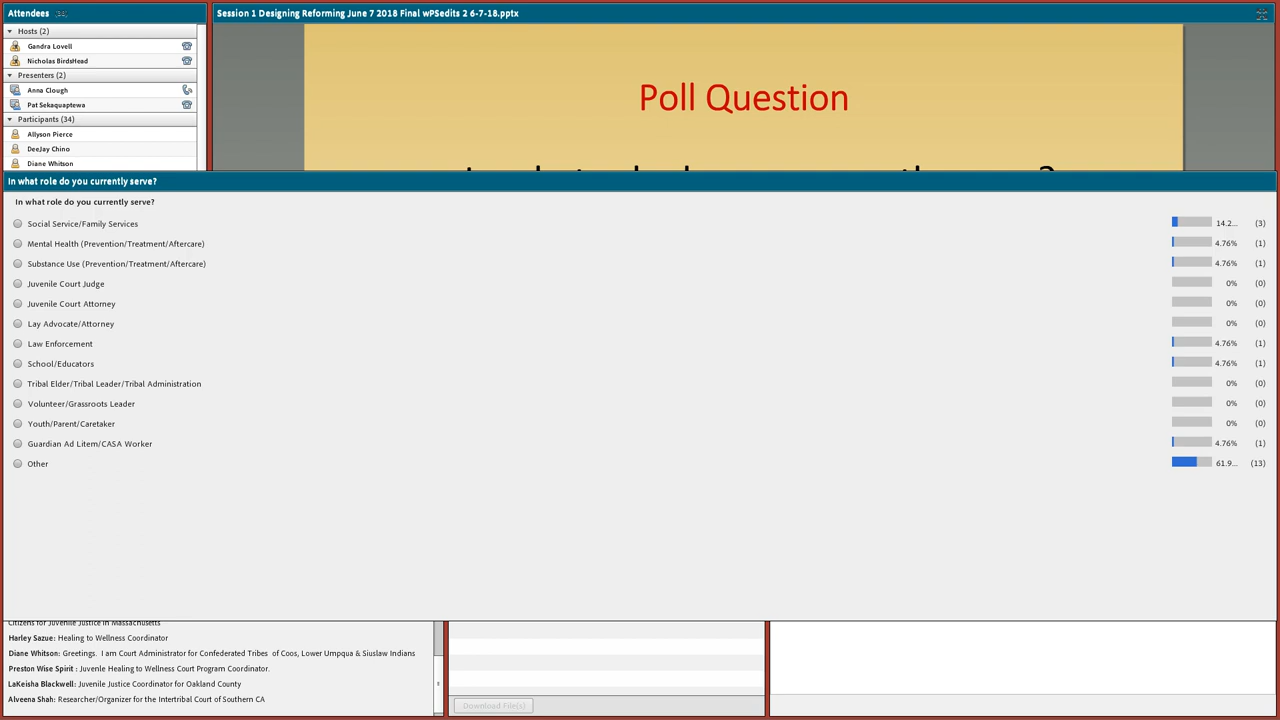 Attendees
Hosts (2)
Gandra Lovell
Nicholas BirdsHead
Presenters (2)
Anna Clough
Pat Sekaquaptewa
Participants (34)
Allyson Pierce
DeeJay Chino
Diane Whitson
Session 1 Designing Reforming June 7 2018 Final wPSedits 2 6-7-18.pptx
Poll Question
In what role do you currently serve?
In what role do you currently serve?
Social Service/Family Services 14.2... (3)
Mental Health (Prevention/Treatment/Aftercare) 4.76% (1)
Substance Use (Prevention/Treatment/Aftercare) 4.76% (1)
Juvenile Court Judge 0% (0)
Juvenile Court Attorney 0% (0)
Lay Advocate/Attorney 0% (0)
Law Enforcement 4.76% (1)
School/Educators 4.76% (1)
Tribal Elder/Tribal Leader/Tribal Administration 0% (0)
Volunteer/Grassroots Leader 0% (0)
Youth/Parent/Caretaker 0% (0)
Guardian Ad Litem/CASA Worker 4.76% (1)
Other 61.9... (13)
Citizens for Juvenile Justice in Massachusetts
Harley Sazue: Healing to Wellness Coordinator
Diane Whitson: Greetings. I am Court Administrator for Confederated Tribes of Coos, Lower Umpqua & Siuslaw Indians
Preston Wise Spirit : Juvenle Healing to Wellness Court Program Coordinator.
LaKeisha Blackwell: Juvenile Justice Coordinator for Oakland County
Alveena Shah: Researcher/Organizer for the Intertribal Court of Southern CA
Download File(s)